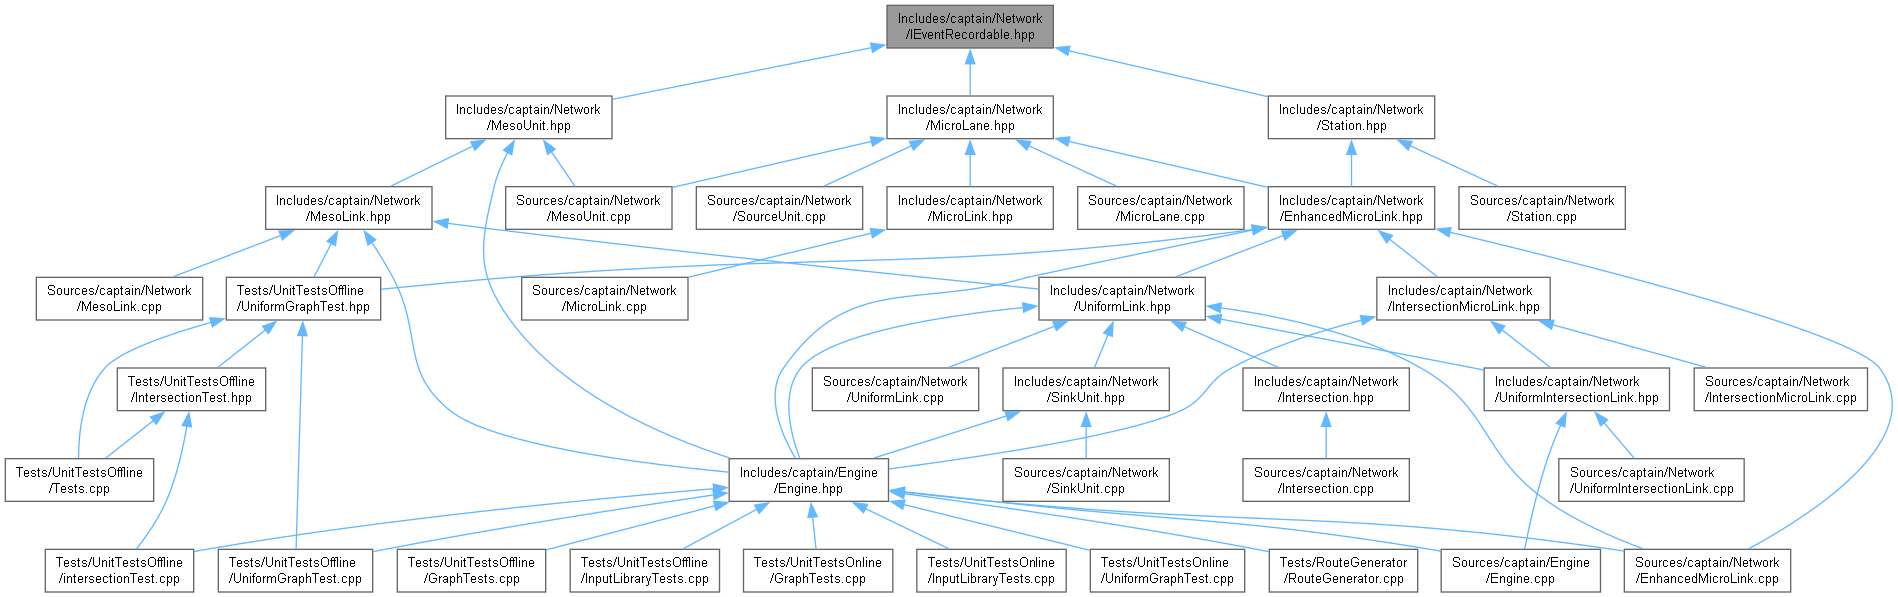 Includes/captain/Network
/IEventRecordable.hpp
Includes/captain/Network
/MesoUnit.hpp
Includes/captain/Network
/MicroLane.hpp
Includes/captain/Network
/Station.hpp
Includes/captain/Network
/MesoLink.hpp
Sources/captain/Network
/MesoUnit.cpp
Sources/captain/Network
/SourceUnit.cpp
Includes/captain/Network
/MicroLink.hpp
Sources/captain/Network
/MicroLane.cpp
Includes/captain/Network
/EnhancedMicroLink.hpp
Sources/captain/Network
/Station.cpp
Sources/captain/Network
/MesoLink.cpp
Tests/UnitTestsOffline
/UniformGraphTest.hpp
Sources/captain/Network
/MicroLink.cpp
Includes/captain/Network
/UniformLink.hpp
Includes/captain/Network
/IntersectionMicroLink.hpp
Tests/UnitTestsOffline
/IntersectionTest.hpp
Sources/captain/Network
/UniformLink.cpp
Includes/captain/Network
/SinkUnit.hpp
Includes/captain/Network
/Intersection.hpp
Includes/captain/Network
/UniformIntersectionLink.hpp
Sources/captain/Network
/IntersectionMicroLink.cpp
Tests/UnitTestsOffline
/Tests.cpp
Includes/captain/Engine
/Engine.hpp
Sources/captain/Network
/SinkUnit.cpp
Sources/captain/Network
/Intersection.cpp
Sources/captain/Network
/UniformIntersectionLink.cpp
Tests/UnitTestsOffline
/intersectionTest.cpp
Tests/UnitTestsOffline
/UniformGraphTest.cpp
Tests/UnitTestsOffline
/GraphTests.cpp
Tests/UnitTestsOffline
/InputLibraryTests.cpp
Tests/UnitTestsOnline
/GraphTests.cpp
Tests/UnitTestsOnline
/InputLibraryTests.cpp
Tests/UnitTestsOnline
/UniformGraphTest.cpp
Tests/RouteGenerator
/RouteGenerator.cpp
Sources/captain/Engine
/Engine.cpp
Sources/captain/Network
/EnhancedMicroLink.cpp